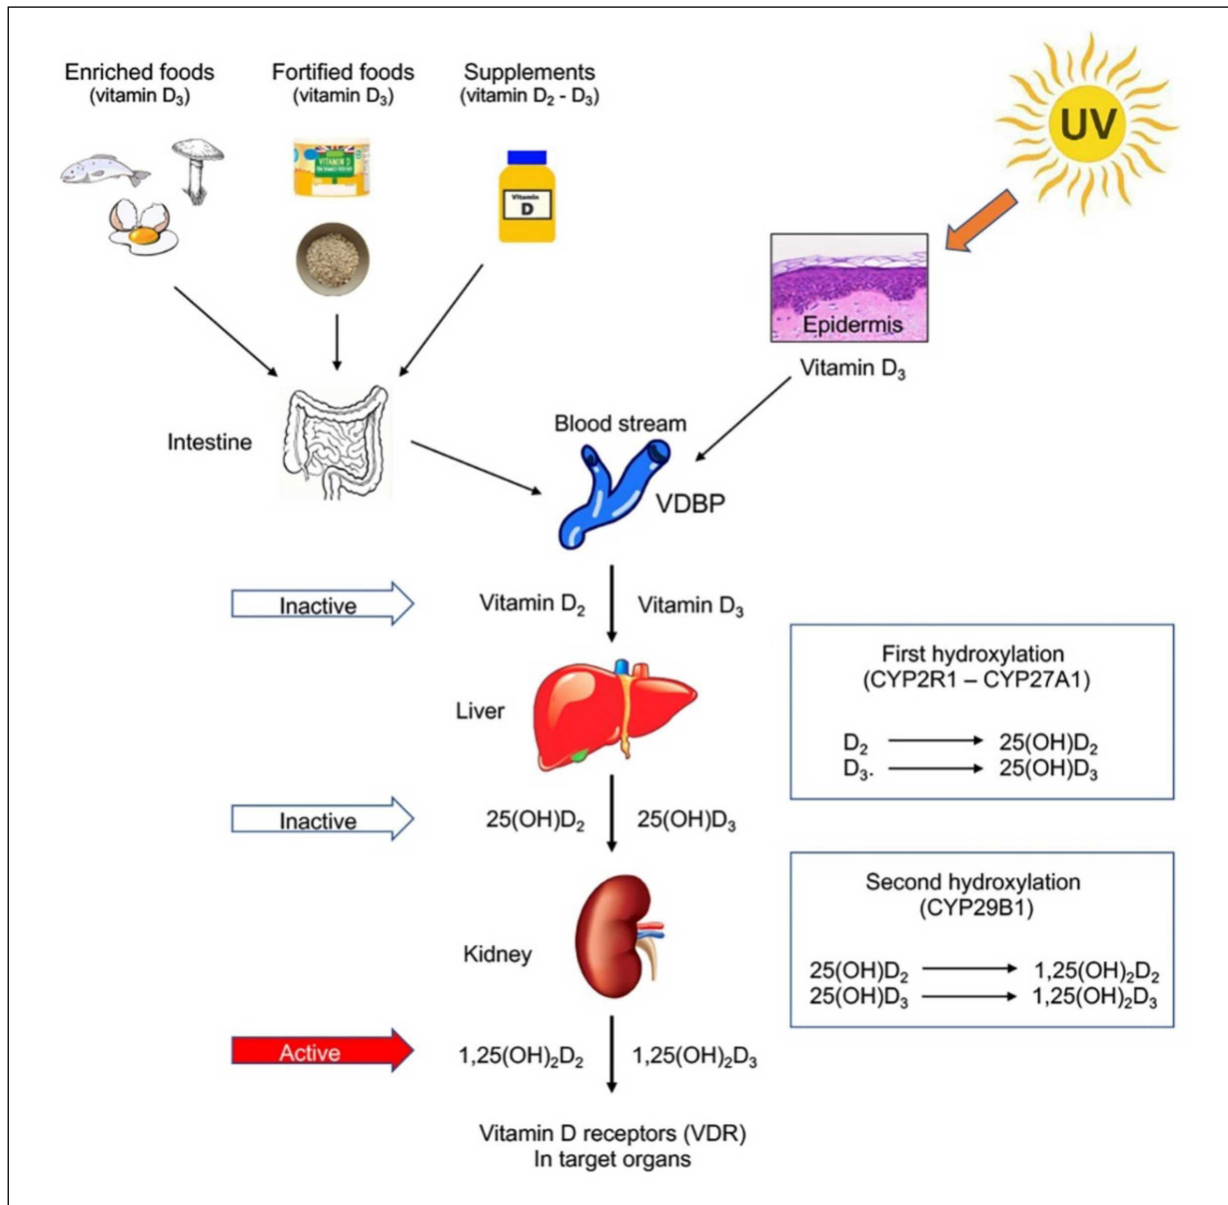 Enriched foods
(vitamin D₃)
Fortified foods
(vitamin D₃)
Supplements
(vitamin D₂ - D₃)
UV
VITAMIN D
Vitamin
D
Epidermis
Vitamin D₃
Intestine
Blood stream
VDBP
Inactive
Vitamin D₂
Vitamin D₃
Liver
First hydroxylation
(CYP2R1 – CYP27A1)
D₂ 25(OH)D₂
D₃. 25(OH)D₃
Inactive
25(OH)D₂
25(OH)D₃
Kidney
Second hydroxylation
(CYP29B1)
25(OH)D₂ 1,25(OH)₂D₂
25(OH)D₃ 1,25(OH)₂D₃
Active
1,25(OH)₂D₂
1,25(OH)₂D₃
Vitamin D receptors (VDR)
In target organs